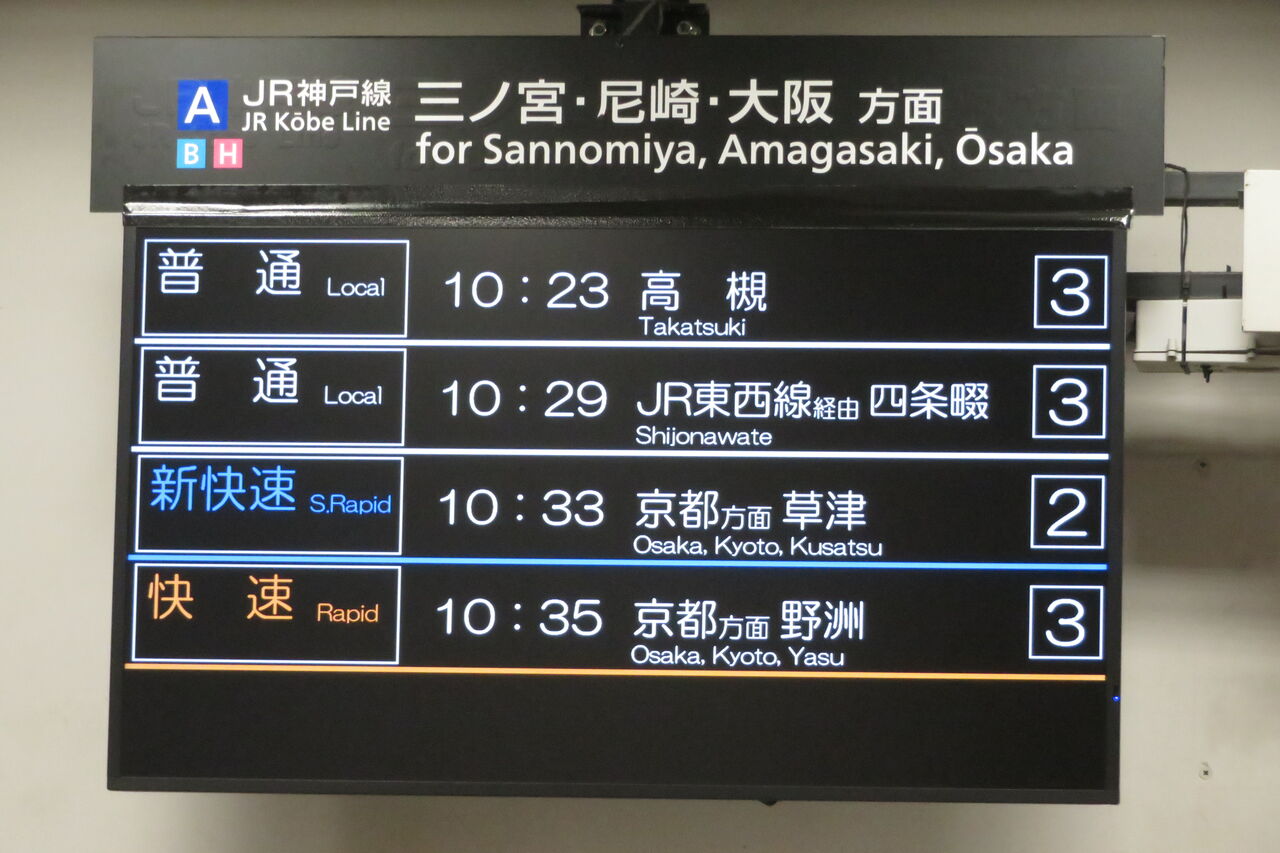 A JR神戸線 三ノ宮・尼崎・大阪 方面
JR Kōbe Line
B H for Sannomiya, Amagasaki, Ōsaka
普 通 Local 10:23 高 槻 3
Takatsuki
普 通 Local 10:29 JR東西線経由 四条畷 3
Shijonawate
新快速 S.Rapid 10:33 京都方面 草津 2
Osaka, Kyoto, Kusatsu
快 速 Rapid 10:35 京都方面 野洲 3
Osaka, Kyoto, Yasu